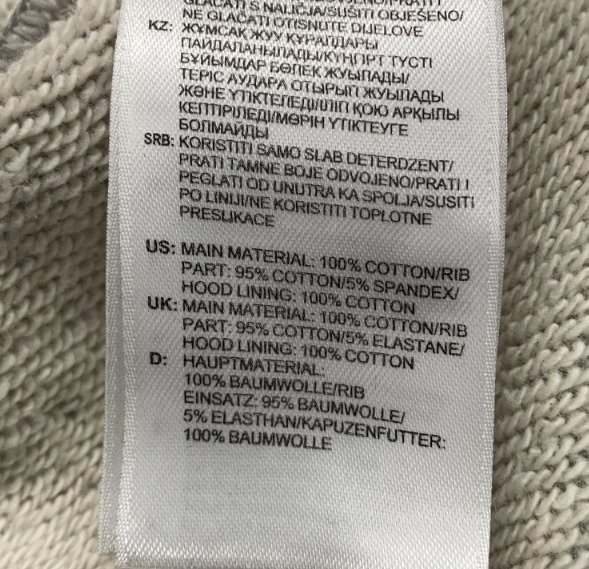 GLAČATI S NALIČJA/SUŠITI OBJEŠENO/
NE GLAČATI OTISNUTE DIJELOVE
KZ: ЖҰМСАҚ ЖУУ ҚҰРАЛДАРЫ
ПАЙДАЛАНЫЛАДЫ/КҮҢГІРТ ТҮСТІ
БҰЙЫМДАР БӨЛЕК ЖУЫЛАДЫ/
ТЕРІС АУДАРА ОТЫРЫП ЖУЫЛАДЫ
ЖӘНЕ ҮТІКТЕЛЕДІ/ІЛІП ҚОЮ АРҚЫЛЫ
КЕПТІРІЛЕДІ/МӨРІН ҮТІКТЕУГЕ
БОЛМАЙДЫ
SRB: KORISTITI SAMO SLAB DETERDZENT/
PRATI TAMNE BOJE ODVOJENO/PRATI I
PEGLATI OD UNUTRA KA SPOLJA/SUSITI
PO LINIJI/NE KORISTITI TOPLOTNE
PRESLIKACE
US: MAIN MATERIAL: 100% COTTON/RIB
PART: 95% COTTON/5% SPANDEX/
HOOD LINING: 100% COTTON
UK: MAIN MATERIAL: 100% COTTON/RIB
PART: 95% COTTON/5% ELASTANE/
HOOD LINING: 100% COTTON
D: HAUPTMATERIAL:
100% BAUMWOLLE/RIB
EINSATZ: 95% BAUMWOLLE/
5% ELASTHAN/KAPUZENFUTTER:
100% BAUMWOLLE